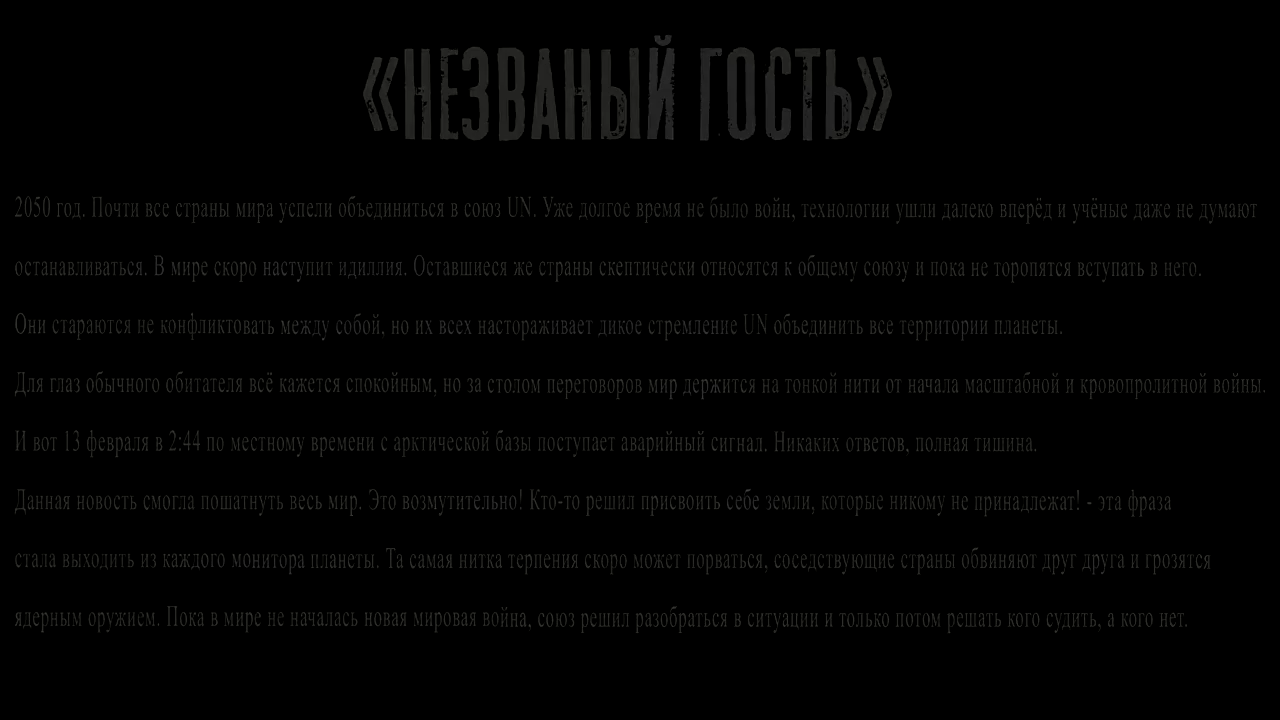 «НЕЗВАНЫЙ ГОСТЬ»
2050 год. Почти все страны мира успели объединиться в союз UN. Уже долгое время не было войн, технологии ушли далеко вперёд и учёные даже не думают
останавливаться. В мире скоро наступит идиллия. Оставшиеся же страны скептически относятся к общему союзу и пока не торопятся вступать в него.
Они стараются не конфликтовать между собой, но их всех настораживает дикое стремление UN объединить все территории планеты.
Для глаз обычного обитателя всё кажется спокойным, но за столом переговоров мир держится на тонкой нити от начала масштабной и кровопролитной войны.
И вот 13 февраля в 2:44 по местному времени с арктической базы поступает аварийный сигнал. Никаких ответов, полная тишина.
Данная новость смогла пошатнуть весь мир. Это возмутительно! Кто-то решил присвоить себе земли, которые никому не принадлежат! - эта фраза
стала выходить из каждого монитора планеты. Та самая нитка терпения скоро может порваться, соседствующие страны обвиняют друг друга и грозятся
ядерным оружием. Пока в мире не началась новая мировая война, союз решил разобраться в ситуации и только потом решать кого судить, а кого нет.